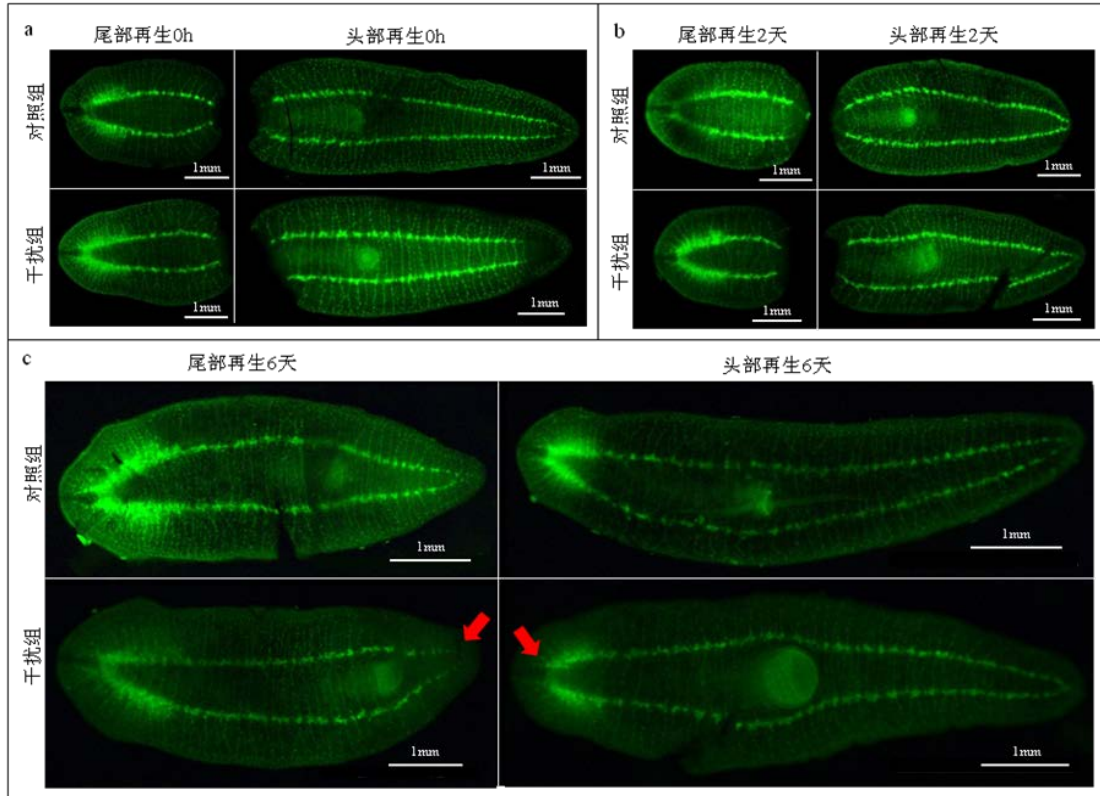 a
尾部再生0h 头部再生0h
对照组
1mm 1mm
干扰组
1mm 1mm
b
尾部再生2天 头部再生2天
对照组
1mm 1mm
干扰组
1mm 1mm
c
尾部再生6天 头部再生6天
对照组
1mm 1mm
干扰组
1mm 1mm